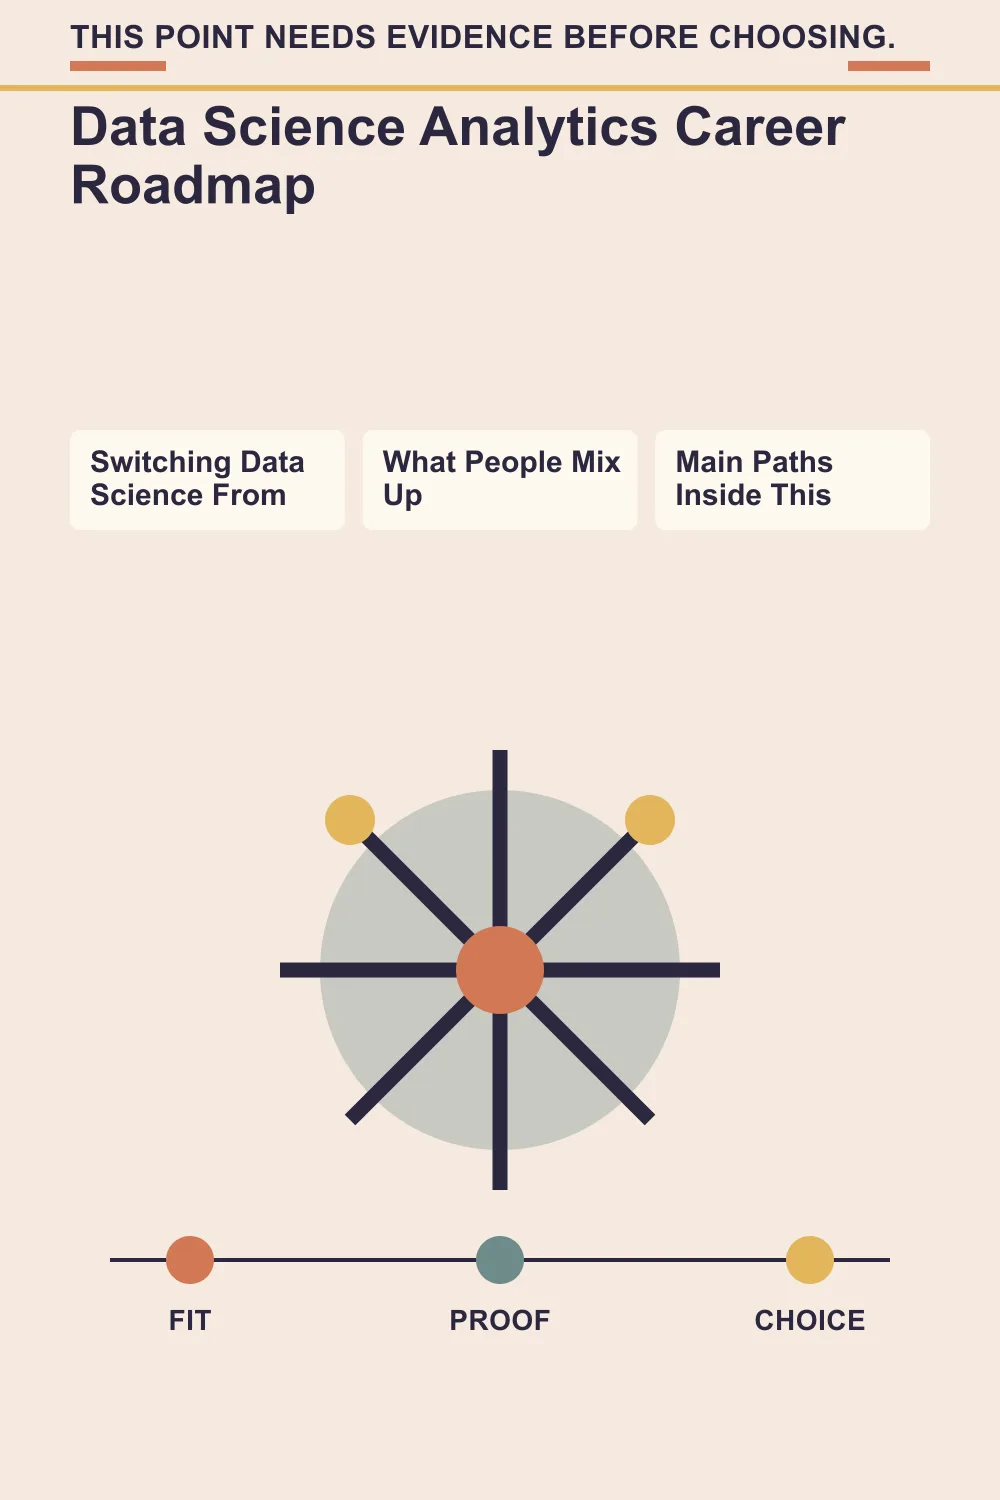 THIS POINT NEEDS EVIDENCE BEFORE CHOOSING.
Data Science Analytics Career
Roadmap
Switching Data
Science From
What People Mix
Up
Main Paths
Inside This
FIT
PROOF
CHOICE